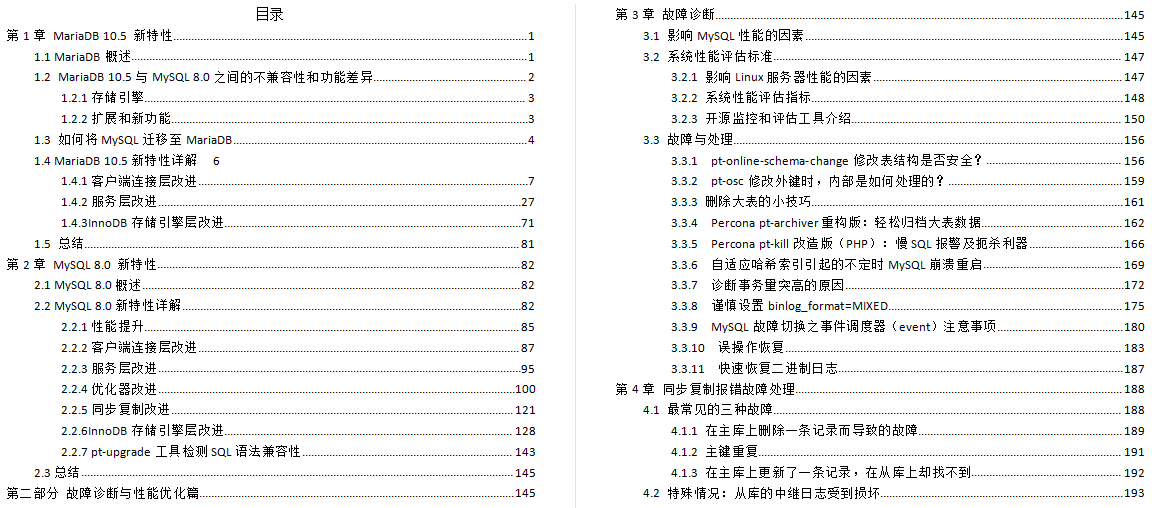 目录
第 1 章 MariaDB 10.5 新特性.....1
1.1 MariaDB 概述.....1
1.2 MariaDB 10.5 与 MySQL 8.0 之间的不兼容性和功能差异.....2
1.2.1 存储引擎.....3
1.2.2 扩展和新功能.....3
1.3 如何将 MySQL 迁移至 MariaDB.....4
1.4 MariaDB 10.5 新特性详解 6
1.4.1 客户端连接层改进.....7
1.4.2 服务层改进.....27
1.4.3InnoDB 存储引擎层改进.....71
1.5 总结.....81
第 2 章 MySQL 8.0 新特性.....82
2.1 MySQL 8.0 概述.....82
2.2 MySQL 8.0 新特性详解.....82
2.2.1 性能提升.....85
2.2.2 客户端连接层改进.....87
2.2.3 服务层改进.....95
2.2.4 优化器改进.....100
2.2.5 同步复制改进.....121
2.2.6InnoDB 存储引擎层改进.....128
2.2.7 pt-upgrade 工具检测 SQL 语法兼容性.....143
2.3 总结.....145
第二部分 故障诊断与性能优化篇.....145
第 3 章 故障诊断.....145
3.1 影响 MySQL 性能的因素.....145
3.2 系统性能评估标准.....147
3.2.1 影响 Linux 服务器性能的因素.....147
3.2.2 系统性能评估指标.....148
3.2.3 开源监控和评估工具介绍.....150
3.3 故障与处理.....156
3.3.1 pt-online-schema-change 修改表结构是否安全？.....156
3.3.2 pt-osc 修改外键时，内部是如何处理的？.....159
3.3.3 删除大表的小技巧.....161
3.3.4 Percona pt-archiver 重构版：轻松归档大表数据.....162
3.3.5 Percona pt-kill 改造版（PHP）：慢 SQL 报警及扼杀利器.....166
3.3.6 自适应哈希索引引起的不定时 MySQL 崩溃重启.....169
3.3.7 诊断事务量突高的原因.....172
3.3.8 谨慎设置 binlog_format=MIXED.....175
3.3.9 MySQL 故障切换之事件调度器（event）注意事项.....180
3.3.10 误操作恢复.....183
3.3.11 快速恢复二进制日志.....187
第 4 章 同步复制报错故障处理.....188
4.1 最常见的三种故障.....188
4.1.1 在主库上删除一条记录而导致的故障.....189
4.1.2 主键重复.....191
4.1.3 在主库上更新了一条记录，在从库上却找不到.....192
4.2 特殊情况：从库的中继日志受到损坏.....193